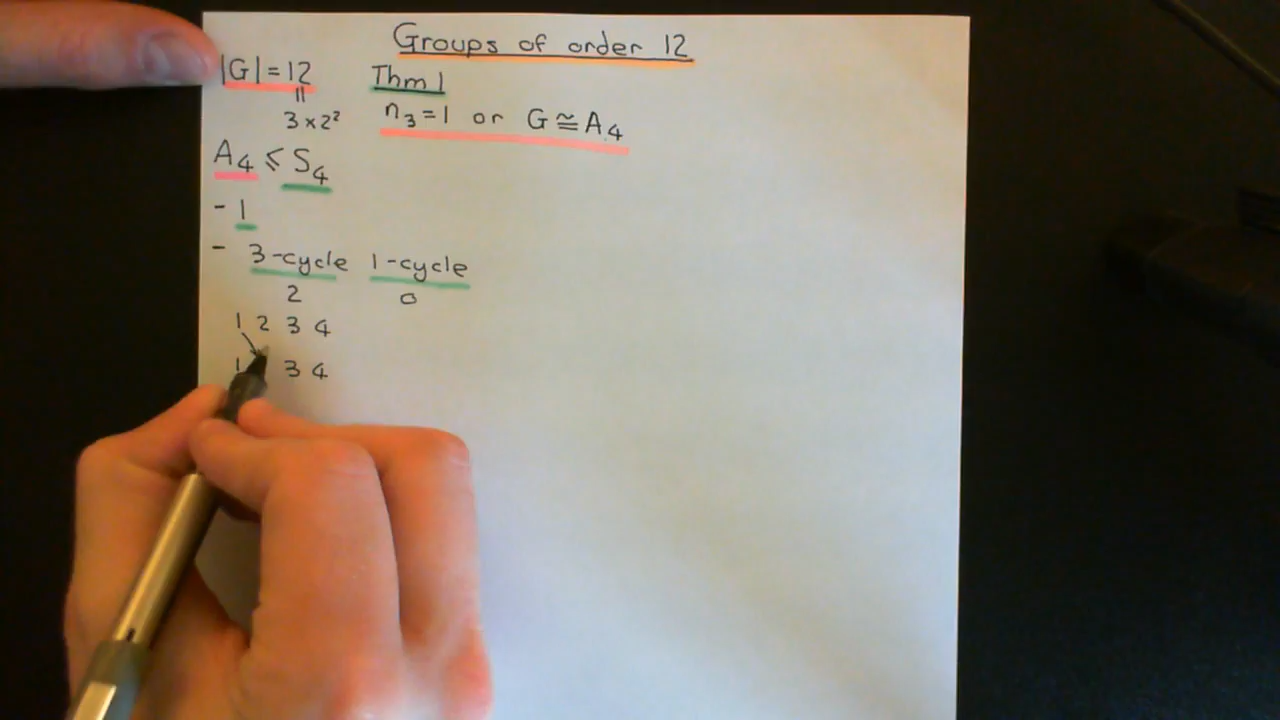 Groups of order 12
|G| = 12 Thm 1
=
3 × 2² n₃ = 1 or G ≅ A₄
A₄ ⩽ S₄
- 1
- 3-cycle 1-cycle
2 0
1 2 3 4
1 3 4